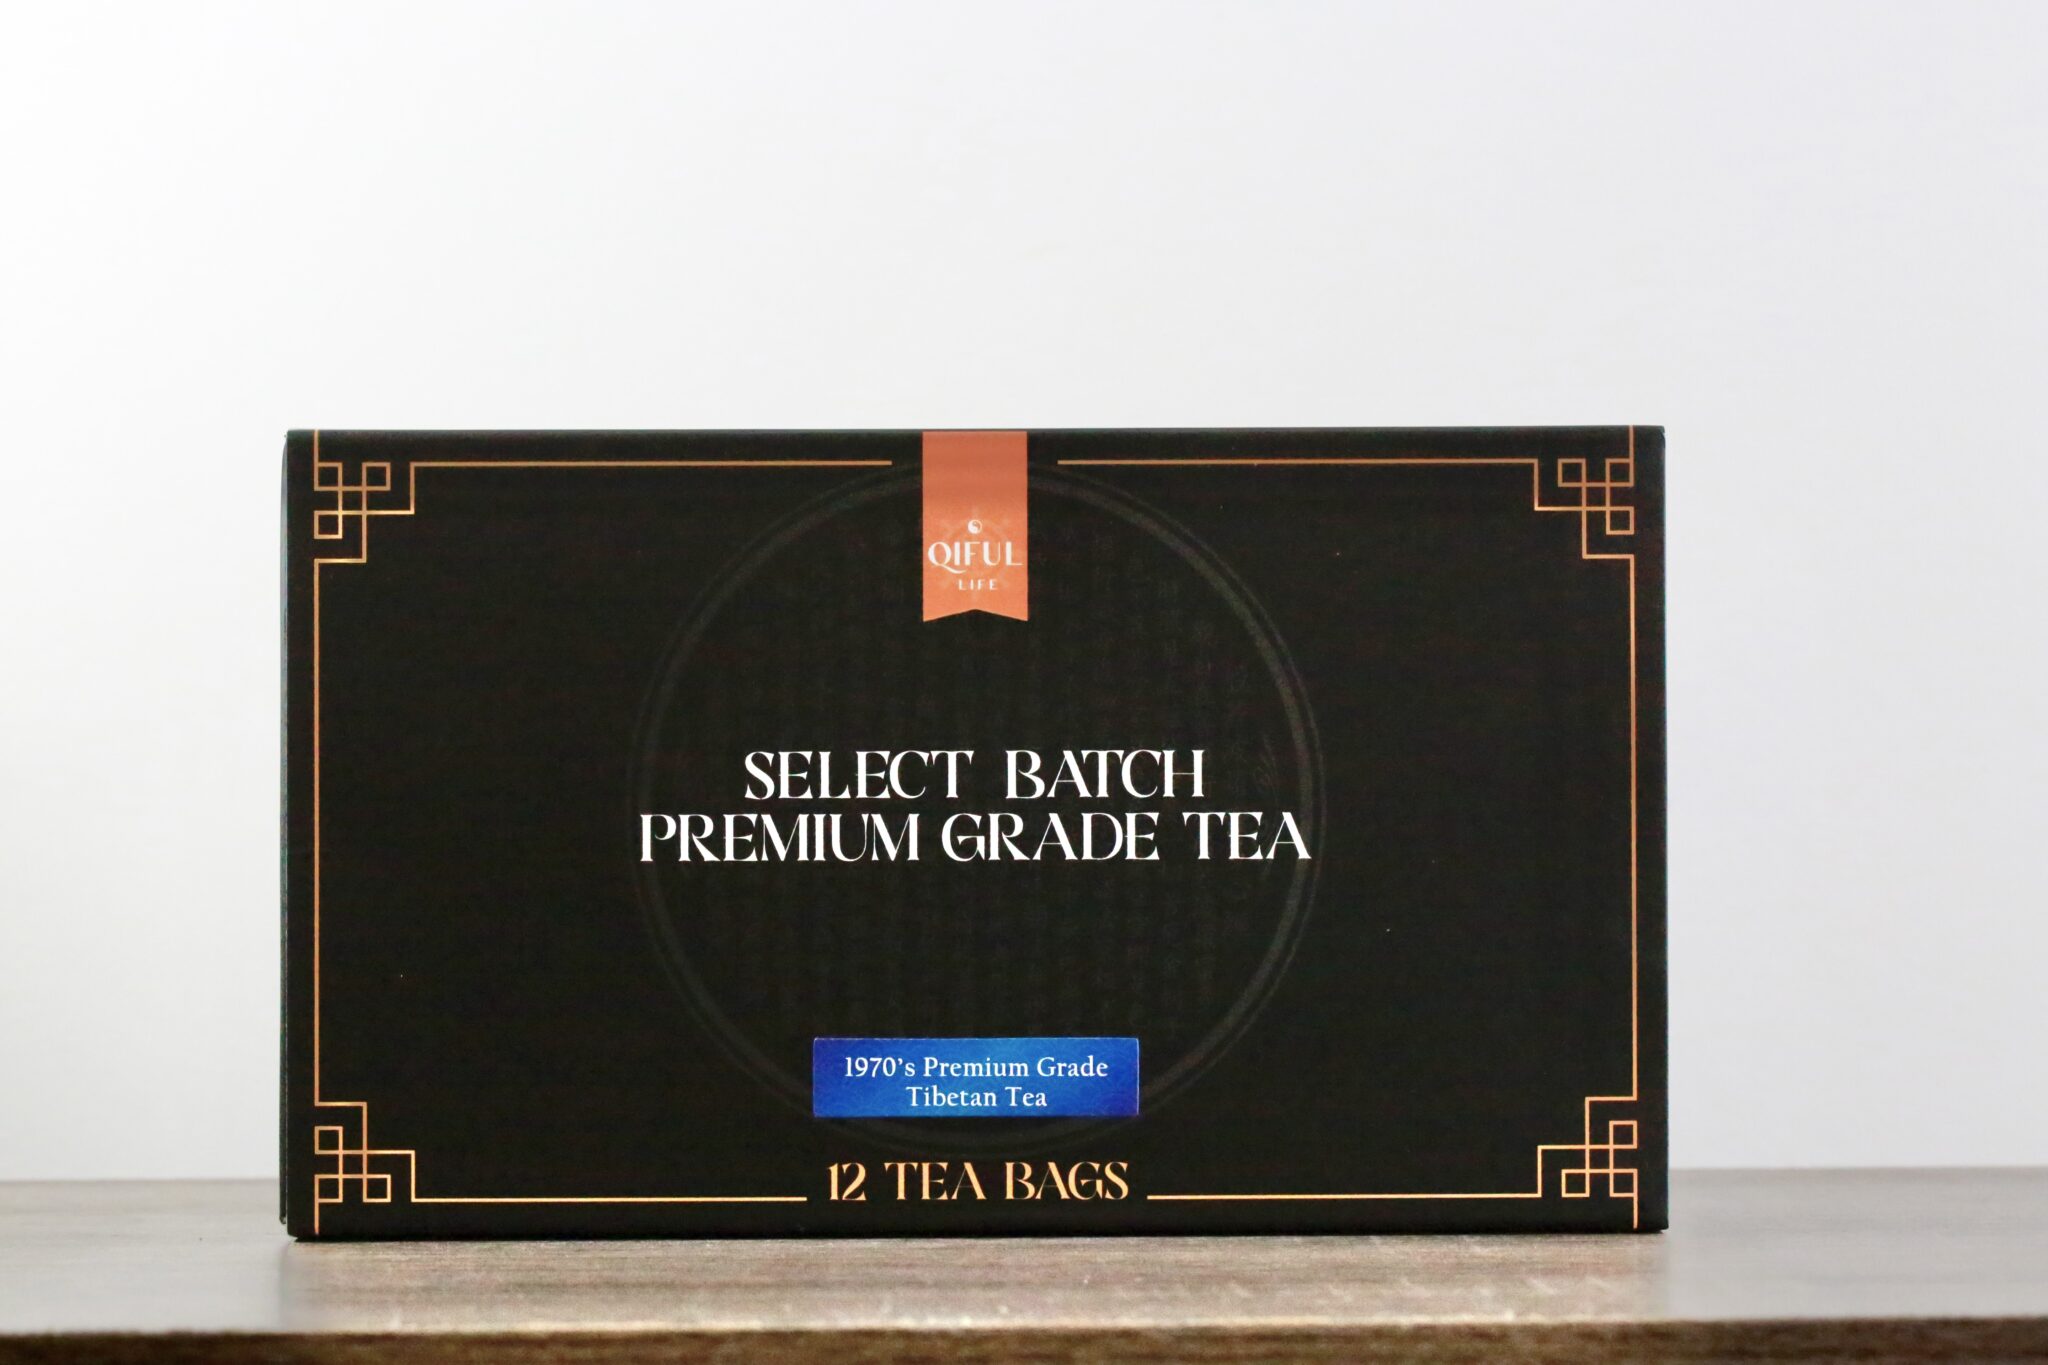 QIFUL
LIFE
SELECT BATCH
PREMIUM GRADE TEA
1970's Premium Grade
Tibetan Tea
12 TEA BAGS